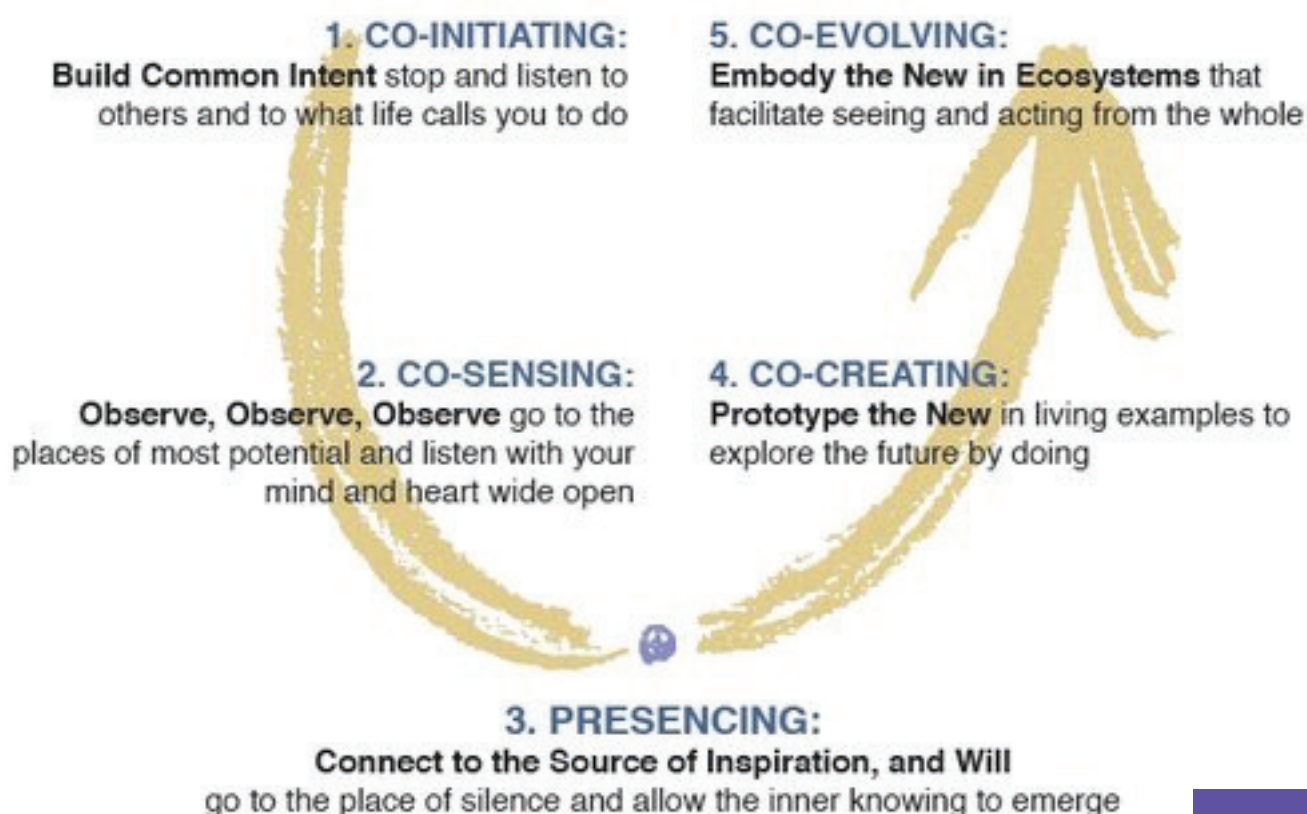 1. CO-INITIATING:
Build Common Intent stop and listen to
others and to what life calls you to do
2. CO-SENSING:
Observe, Observe, Observe go to the
places of most potential and listen with your
mind and heart wide open
3. PRESENCING:
Connect to the Source of Inspiration, and Will
go to the place of silence and allow the inner knowing to emerge
4. CO-CREATING:
Prototype the New in living examples to
explore the future by doing
5. CO-EVOLVING:
Embody the New in Ecosystems that
facilitate seeing and acting from the whole